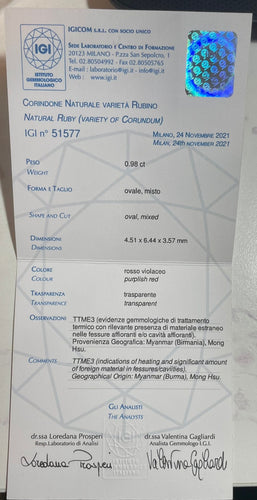 IGICOM S.R.L. CON SOCIO UNICO
IGI
ISTITUTO
GEMMOLOGICO
ITALIANO
SEDE LABORATORIO E CENTRO DI FORMAZIONE
20123 MILANO - P.zza San Sepolcro, 1
Tel. 02.80504992 - Fax 02.80505765
E-mail : laboratorio@igi.it - info@igi.it
Web : www.igi.it
CORINDONE NATURALE VARIETÀ RUBINO
NATURAL RUBY (VARIETY OF CORUNDUM)
IGI n° 51577
MILANO, 24 NOVEMBRE 2021
MILAN, 24th NOVEMBER 2021
PESO
WEIGHT
0.98 ct
FORMA E TAGLIO
ovale, misto
SHAPE AND CUT
oval, mixed
DIMENSIONI
DIMENSIONS
4.51 x 6.44 x 3.57 mm
COLORE
COLOUR
rosso violaceo
purplish red
TRASPARENZA
TRANSPARENCE
trasparente
transparent
OSSERVAZIONI
TTME3 (evidenze gemmologiche di trattamento
termico con rilevante presenza di materiale estraneo
nelle fessure affioranti e/o cavità affioranti).
Provenienza Geografica: Myanmar (Birmania), Mong
Hsu.
COMMENTS
TTME3 (indications of heating and significant amount
of foreign material in fessures/cavities).
Geographical Origin: Myanmar (Burma), Mong Hsu.
GLI ANALISTI
THE ANALYSTS
dr.ssa Loredana Prosperi
Resp.Laboratorio di Analisi
dr.ssa Valentina Gagliardi
Analista Gemmologo I.G.I.
Loredana Prosperi
Valentina Gagliardi